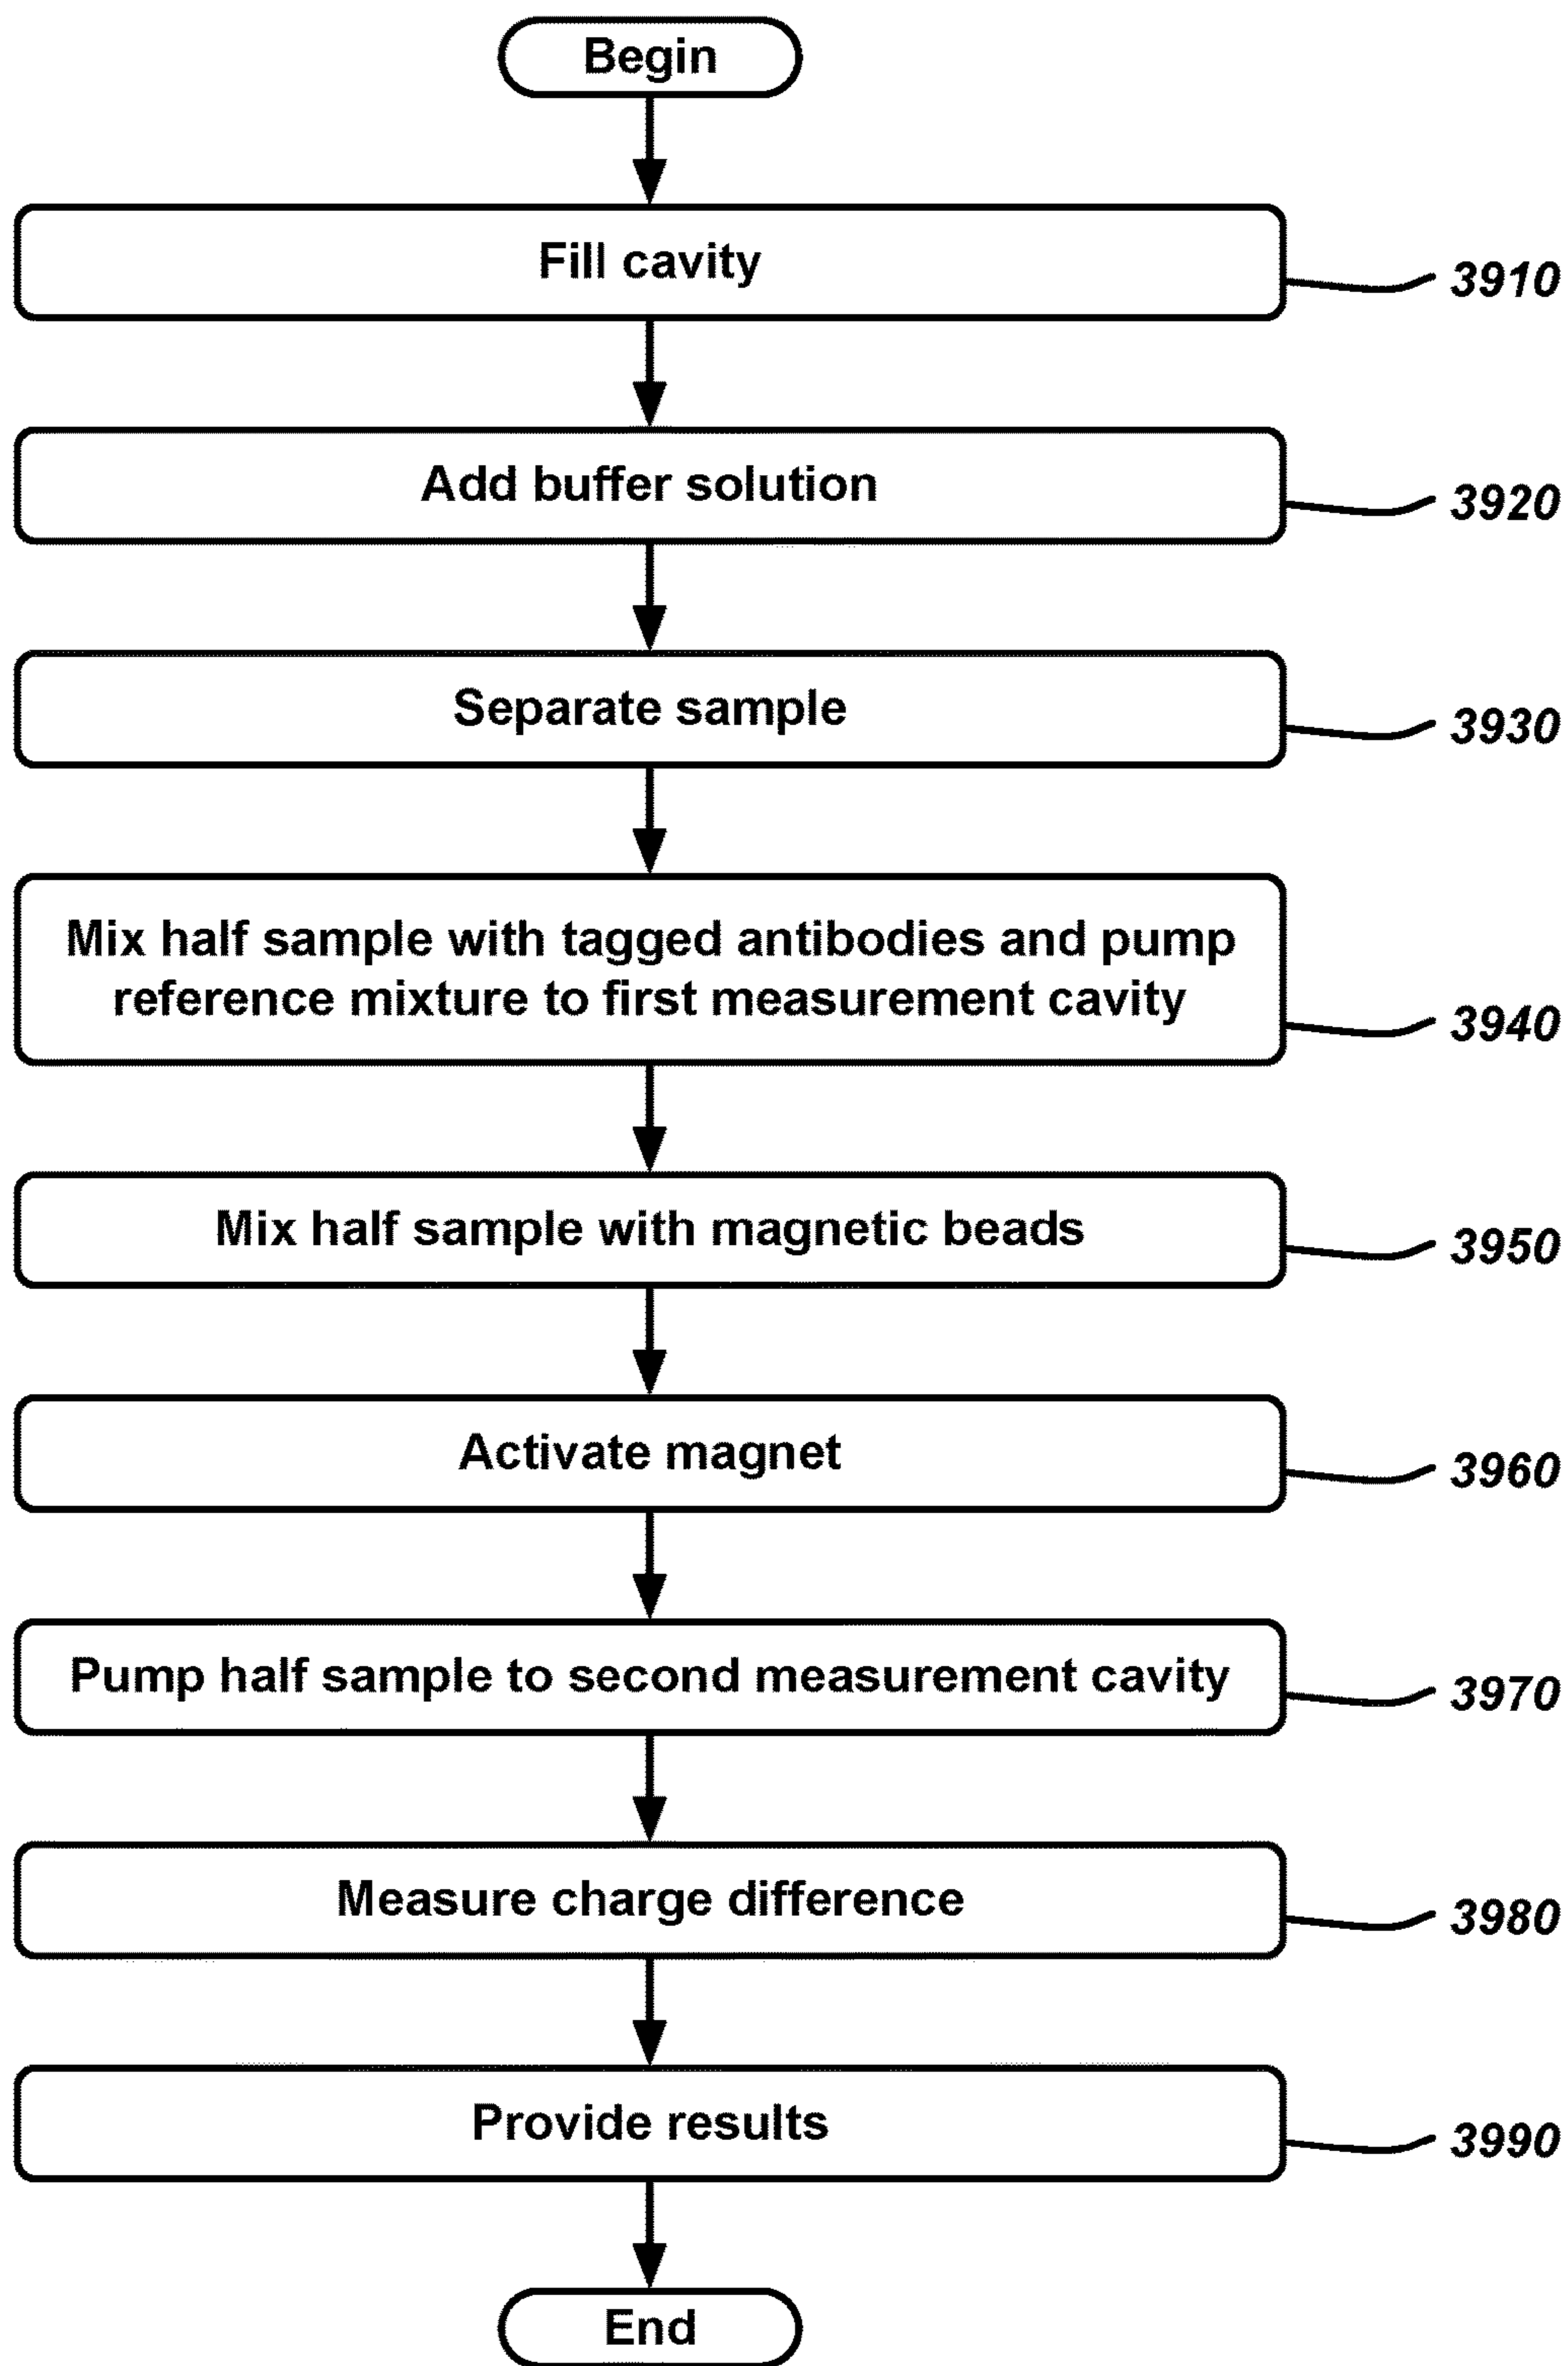 Begin
Fill cavity
3910
Add buffer solution
3920
Separate sample
3930
Mix half sample with tagged antibodies and pump
reference mixture to first measurement cavity
3940
Mix half sample with magnetic beads
3950
Activate magnet
3960
Pump half sample to second measurement cavity
3970
Measure charge difference
3980
Provide results
3990
End